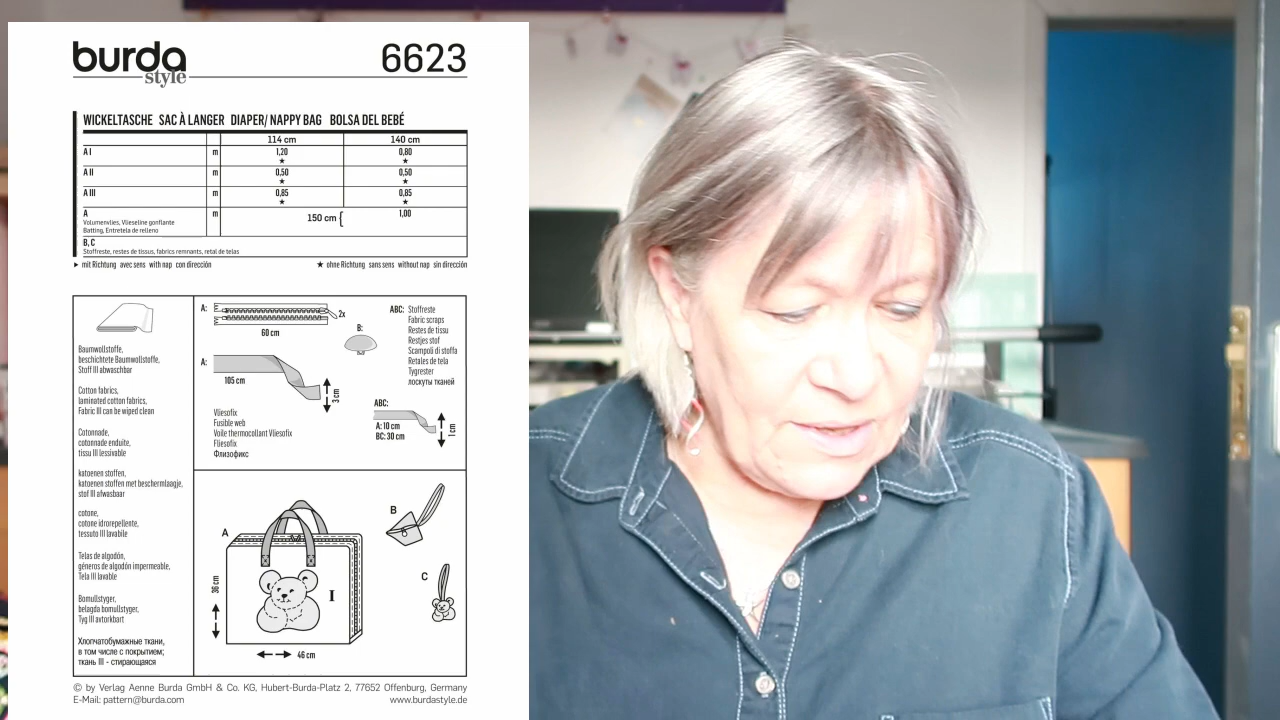 burda
style
6623
WICKELTASCHE SAC À LANGER DIAPER/ NAPPY BAG BOLSA DEL BEBÉ
114 cm 140 cm
A I m 1,20 0,80
★ ★
A II m 0,50 0,50
★ ★
A III m 0,85 0,85
★ ★
A m 150 cm { 1,00
Volumenvlies, Vlieseline gonflante
Batting, Entretela de relleno
B, C
Stoffreste, restes de tissus, fabrics remnants, retal de telas
▶ mit Richtung avec sens with nap con dirección ★ ohne Richtung sans sens without nap sin dirección
Baumwollstoffe,
beschichtete Baumwollstoffe,
Stoff III abwaschbar
Cotton fabrics,
laminated cotton fabrics,
Fabric III can be wiped clean
Cotonnade,
cotonnade enduite,
tissu III lessivable
katoenen stoffen,
katoenen stoffen met beschermlaagje,
stof III afwasbaar
cotone,
cotone idrorepellente,
tessuto III lavabile
Telas de algodón,
géneros de algodón impermeable,
Tela III lavable
Bomullstyger,
belagda bomullstyger,
Tyg III avtorkbart
Хлопчатобумажные ткани,
в том числе с покрытием;
ткань III - стирающаяся
A:
2x
60 cm
B:
ABC: Stoffreste
Fabric scraps
Restes de tissu
Restjes stof
Scampoli di stoffa
Retales de tela
Tygrester
лоскуты тканей
A:
105 cm
3 cm
Vliesofix
Fusible web
Voile thermocollant Vliesofix
Fliesofix
Флизофикс
ABC:
A: 10 cm
BC: 30 cm
1 cm
A
I
36 cm
46 cm
B
C
© by Verlag Aenne Burda GmbH & Co. KG, Hubert-Burda-Platz 2, 77652 Offenburg, Germany
E-Mail: pattern@burda.com www.burdastyle.de